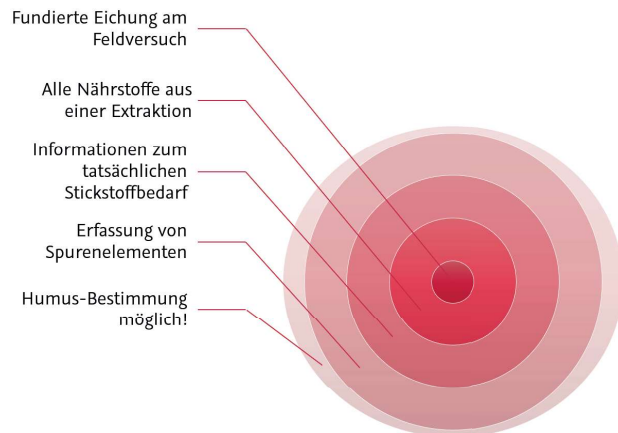 Fundierte Eichung am
Feldversuch
Alle Nährstoffe aus
einer Extraktion
Informationen zum
tatsächlichen
Stickstoffbedarf
Erfassung von
Spurenelementen
Humus-Bestimmung
möglich!